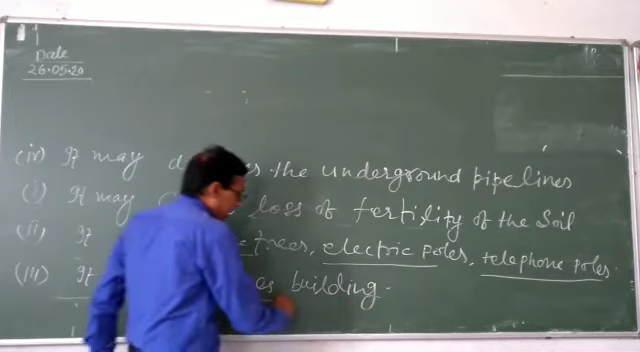 Date
26.05.20
(iv) It may the underground pipelines
(i) It may loss of fertility of the Soil
(ii) It trees, electric poles, telephone poles.
(iii) It building.